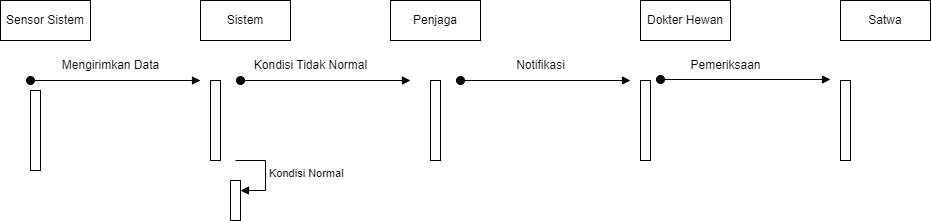 Sensor Sistem
Sistem
Penjaga
Dokter Hewan
Satwa
Mengirimkan Data
Kondisi Tidak Normal
Notifikasi
Pemeriksaan
Kondisi Normal